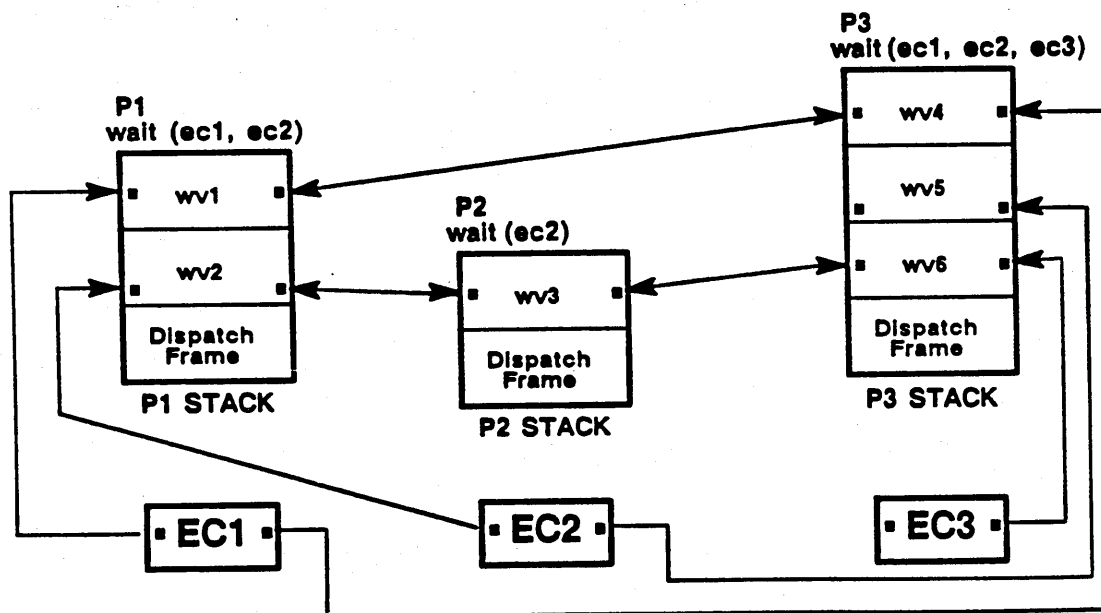 P3
wait (ec1, ec2, ec3)
P1
wait (ec1, ec2)
wv4
wv1
wv5
P2
wait (ec2)
wv2
wv6
wv3
Dispatch
Frame
Dispatch
Frame
Dispatch
Frame
P1 STACK
P3 STACK
P2 STACK
EC1
EC2
EC3